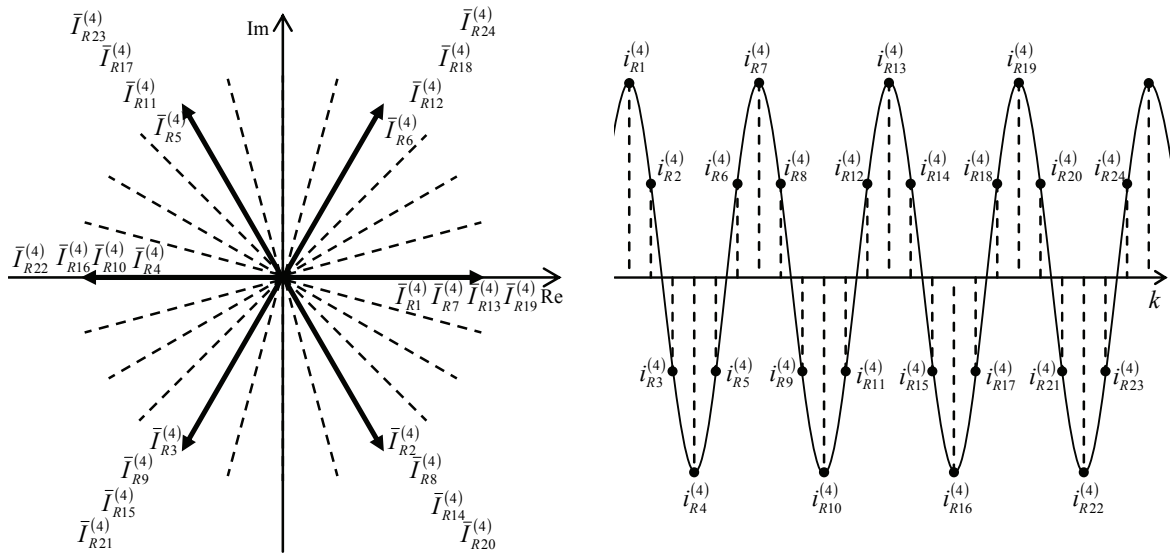 Im
Ī_{R23}^{(4)}
Ī_{R17}^{(4)}
Ī_{R11}^{(4)}
Ī_{R5}^{(4)}
Ī_{R24}^{(4)}
Ī_{R18}^{(4)}
Ī_{R12}^{(4)}
Ī_{R6}^{(4)}
Ī_{R22}^{(4)} Ī_{R16}^{(4)} Ī_{R10}^{(4)} Ī_{R4}^{(4)}
Ī_{R1}^{(4)} Ī_{R7}^{(4)} Ī_{R13}^{(4)} Ī_{R19}^{(4)} Re
Ī_{R3}^{(4)}
Ī_{R9}^{(4)}
Ī_{R15}^{(4)}
Ī_{R21}^{(4)}
Ī_{R2}^{(4)}
Ī_{R8}^{(4)}
Ī_{R14}^{(4)}
Ī_{R20}^{(4)}
i_{R1}^{(4)} i_{R7}^{(4)} i_{R13}^{(4)} i_{R19}^{(4)}
i_{R2}^{(4)} i_{R6}^{(4)} i_{R8}^{(4)} i_{R12}^{(4)} i_{R14}^{(4)} i_{R18}^{(4)} i_{R20}^{(4)} i_{R24}^{(4)}
k
i_{R3}^{(4)} i_{R5}^{(4)} i_{R9}^{(4)} i_{R11}^{(4)} i_{R15}^{(4)} i_{R17}^{(4)} i_{R21}^{(4)} i_{R23}^{(4)}
i_{R4}^{(4)} i_{R10}^{(4)} i_{R16}^{(4)} i_{R22}^{(4)}